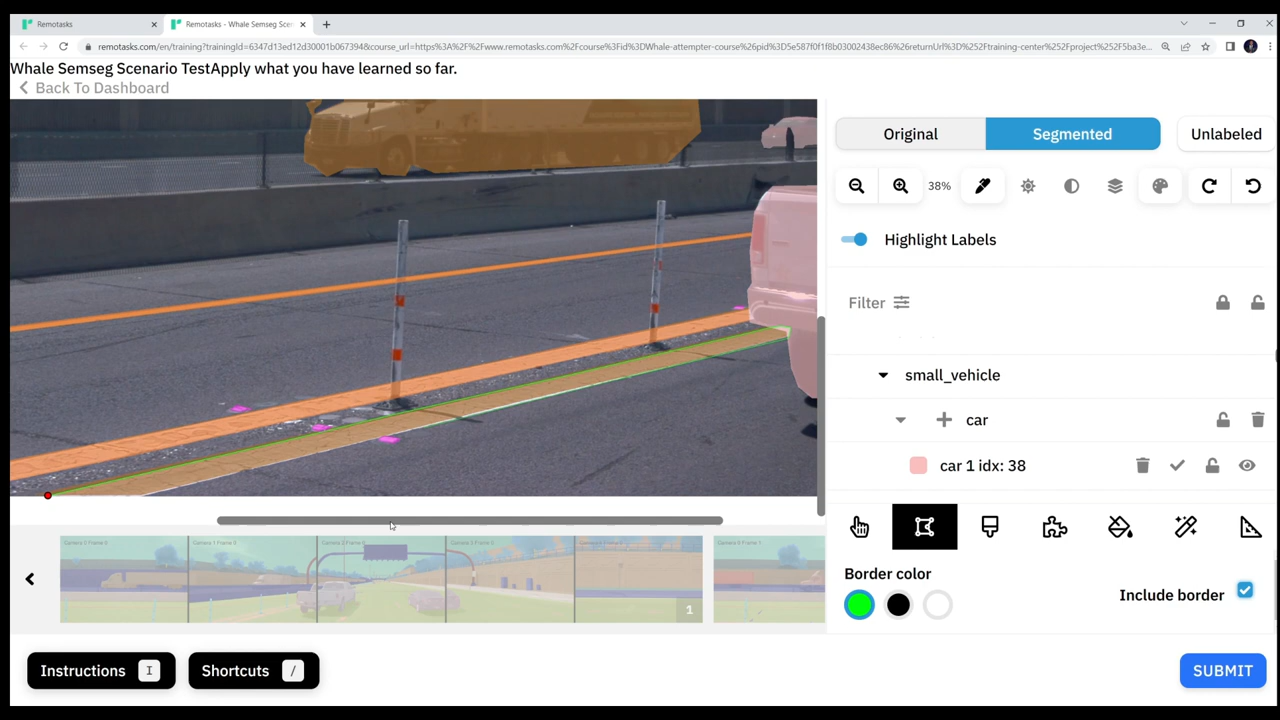 Remotasks
Remotasks - Whale Semseg Scen
remotasks.com/en/training?trainingId=6347d13ed12d30001b067394&course_url=https%3A%2F%2Fwww.remotasks.com%2Fcourse%3Fid%3DWhale-attempter-course%26pid%3D5e587f0f1f8b03002438ec86%26returnUrl%3D%252Ftraining-center%252Fproject%252F5ba3e...
Whale Semseg Scenario TestApply what you have learned so far.
Back To Dashboard
Original
Segmented
Unlabeled
38%
Highlight Labels
Filter
small_vehicle
car
car 1 idx: 38
Border color
Include border
1
Instructions
I
Shortcuts
/
SUBMIT